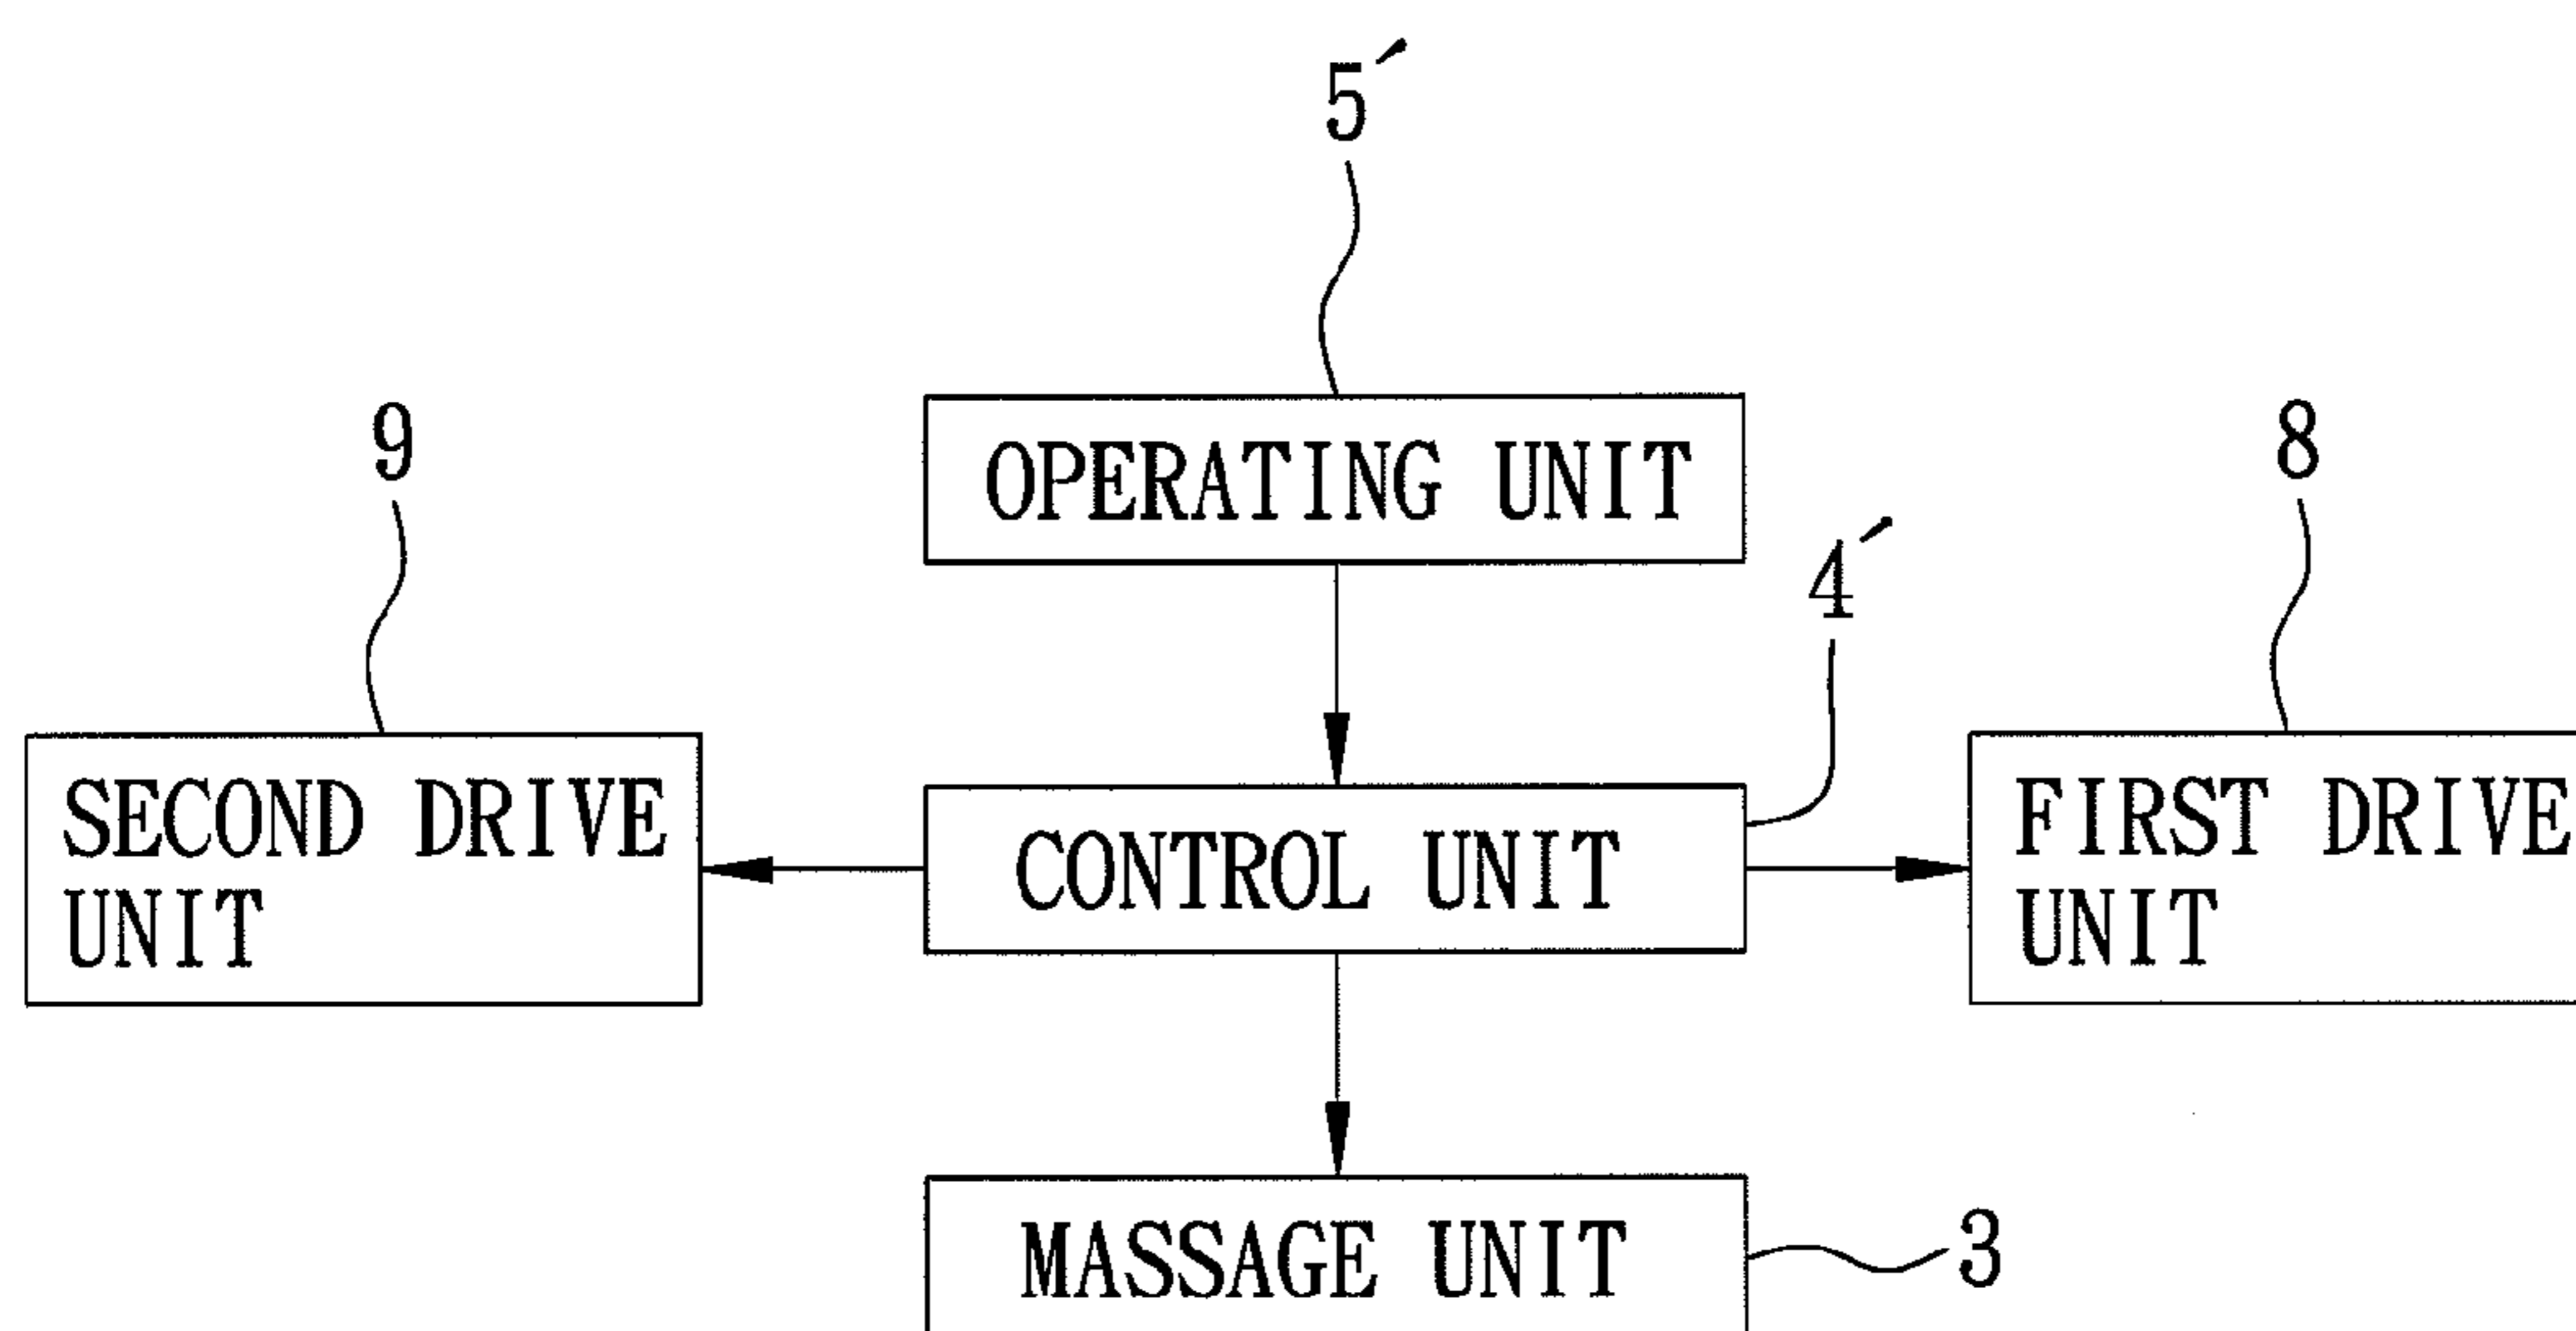 5′
OPERATING UNIT
9
8
4′
SECOND DRIVE
UNIT
CONTROL UNIT
FIRST DRIVE
UNIT
MASSAGE UNIT
3